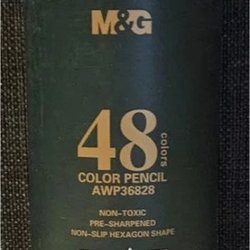 M&G
48 colors
COLOR PENCIL
AWP36828
NON-TOXIC
PRE-SHARPENED
NON-SLIP HEXAGON SHAPE